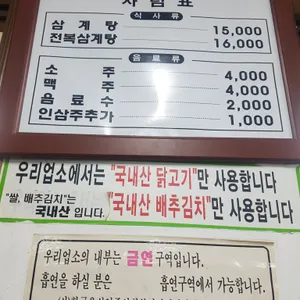 차 림 표
식 사 류
삼 계 탕 15,000
전복삼계탕 16,000
음 료 류
소 주 4,000
맥 주 4,000
음 료 수 2,000
인삼주추가 1,000
우리업소에서는 "국내산 닭고기"만 사용합니다
"쌀, 배추김치"는 국내산 입니다. "국내산 배추김치"만 사용합니다
우리업소의 내부는 금연구역입니다.
흡연을 하실 분은 흡연구역에서 가능합니다.